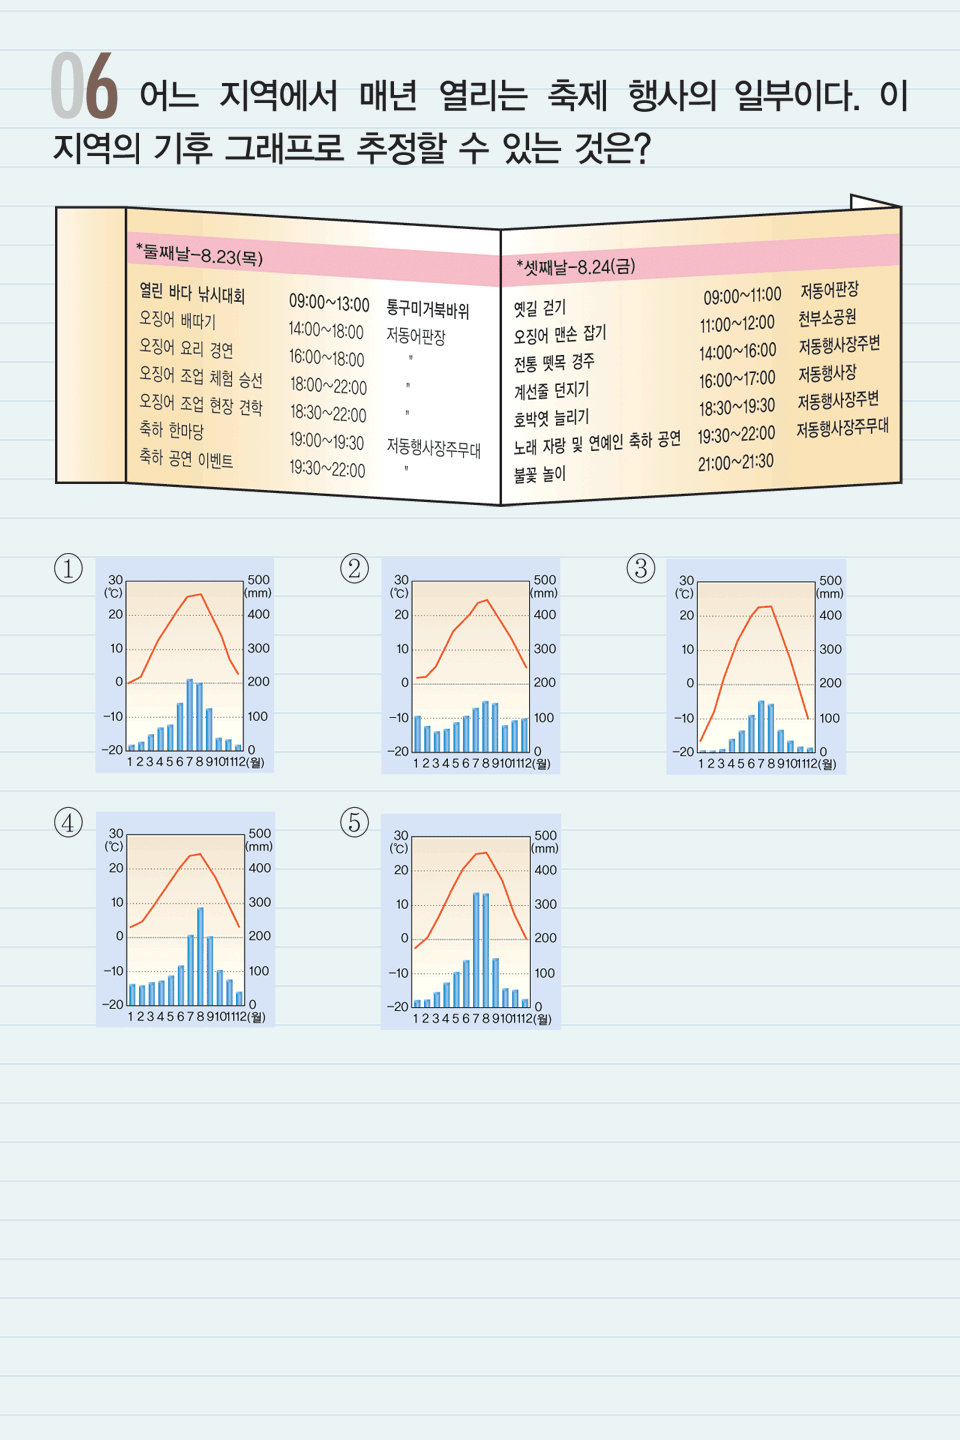 06 어느 지역에서 매년 열리는 축제 행사의 일부이다. 이
지역의 기후 그래프로 추정할 수 있는 것은?
*둘째날-8.23(목)
열린 바다 낚시대회 09:00~13:00 통구미거북바위
오징어 배따기 14:00~18:00 저동어판장
오징어 요리 경연 16:00~18:00 〃
오징어 조업 체험 승선 18:00~22:00 〃
오징어 조업 현장 견학 18:30~22:00 〃
축하 한마당 19:00~19:30 저동행사장주무대
축하 공연 이벤트 19:30~22:00 〃
*셋째날-8.24(금)
옛길 걷기 09:00~11:00 저동어판장
오징어 맨손 잡기 11:00~12:00 천부소공원
전통 뗏목 경주 14:00~16:00 저동행사장주변
계선줄 던지기 16:00~17:00 저동행사장
호박엿 늘리기 18:30~19:30 저동행사장주변
노래 자랑 및 연예인 축하 공연 19:30~22:00 저동행사장주무대
불꽃 놀이 21:00~21:30
①
30 500
(℃) (mm)
20 400
10 300
0 200
-10 100
-20 0
1 2 3 4 5 6 7 8 9 10 11 12(월)
②
30 500
(℃) (mm)
20 400
10 300
0 200
-10 100
-20 0
1 2 3 4 5 6 7 8 9 10 11 12(월)
③
30 500
(℃) (mm)
20 400
10 300
0 200
-10 100
-20 0
1 2 3 4 5 6 7 8 9 10 11 12(월)
④
30 500
(℃) (mm)
20 400
10 300
0 200
-10 100
-20 0
1 2 3 4 5 6 7 8 9 10 11 12(월)
⑤
30 500
(℃) (mm)
20 400
10 300
0 200
-10 100
-20 0
1 2 3 4 5 6 7 8 9 10 11 12(월)